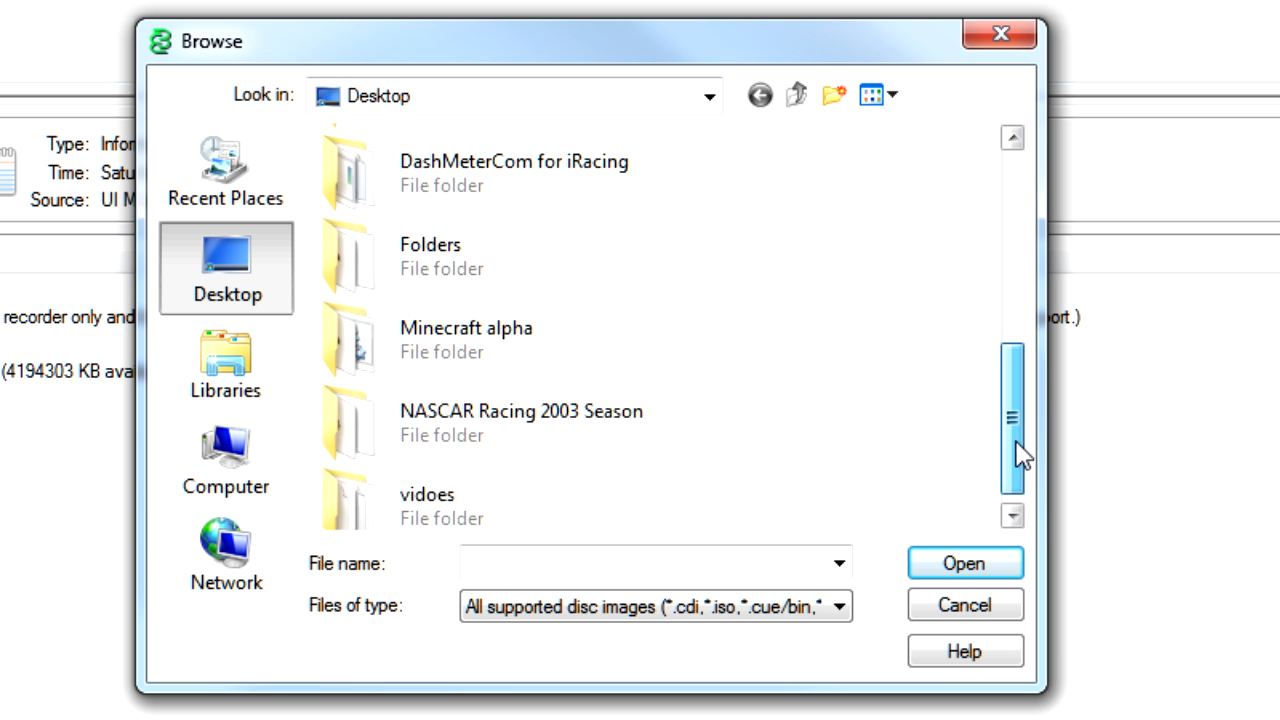 Browse
Look in:
Desktop
Type:
Time:
Source: UI M
Recent Places
Desktop
Libraries
Computer
Network
DashMeterCom for iRacing
File folder
Folders
File folder
Minecraft alpha
File folder
NASCAR Racing 2003 Season
File folder
vidoes
File folder
recorder only and
ort.)
(4194303 KB ava
File name:
Open
Files of type:
All supported disc images (*.cdi,*.iso,*.cue/bin,*
Cancel
Help